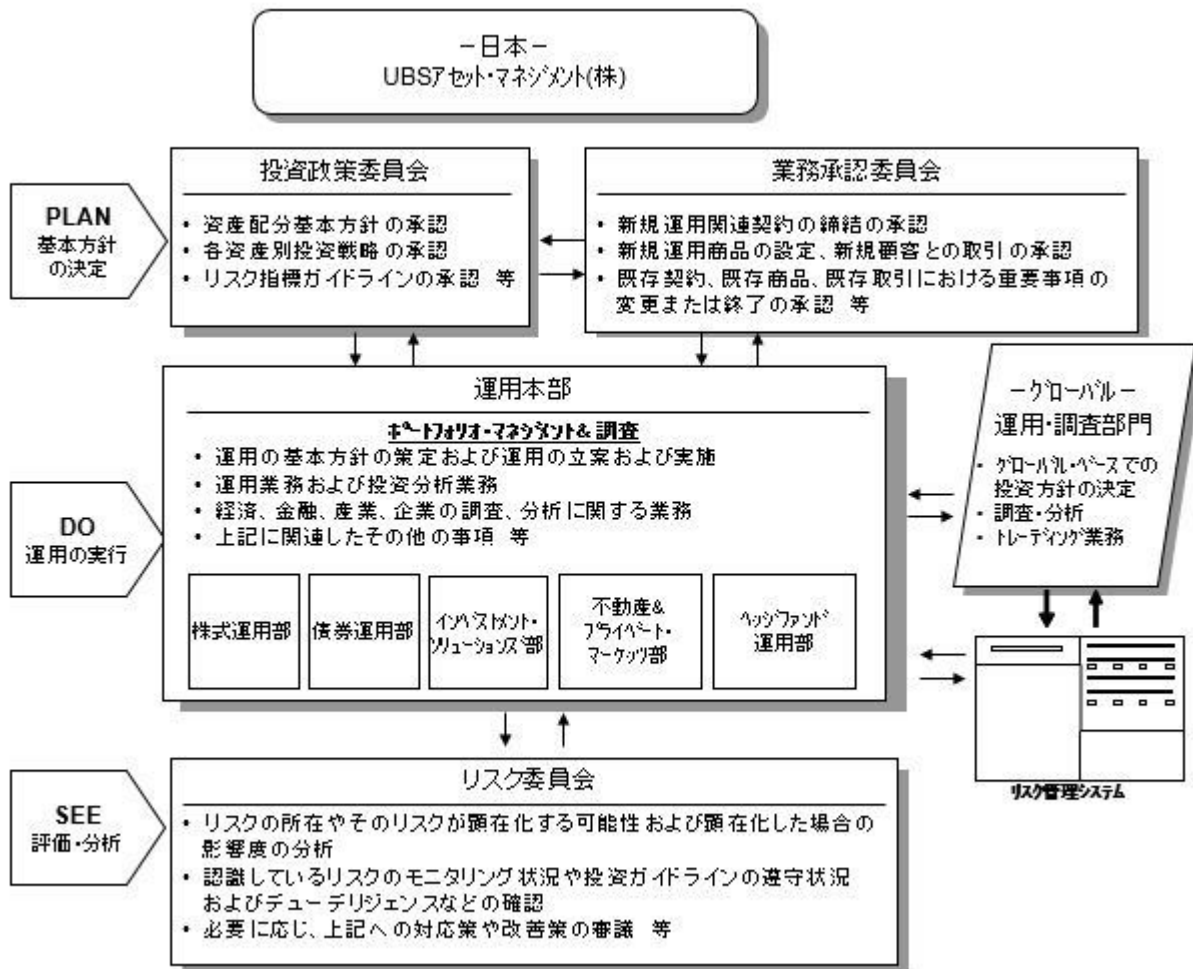 －日本－
UBSｱｾｯﾄ・ﾏﾈｼﾞﾒﾝﾄ(株)
PLAN
基本方針
の決定
投資政策委員会
• 資産配分基本方針の承認
• 各資産別投資戦略の承認
• リスク指標ガイドラインの承認 等
業務承認委員会
• 新規運用関連契約の締結の承認
• 新規運用商品の設定、新規顧客との取引の承認
• 既存契約、既存商品、既存取引における重要事項の
変更または終了の承認 等
DO
運用の実行
運用本部
ﾎﾟｰﾄﾌｫﾘｵ・ﾏﾈｼﾞﾒﾝﾄ&調査
• 運用の基本方針の策定および運用の立案および実施
• 運用業務および投資分析業務
• 経済、金融、産業、企業の調査、分析に関する業務
• 上記に関連したその他の事項 等
株式運用部
債券運用部
ｲﾝﾍﾞｽﾄﾒﾝﾄ・
ｿﾘｭｰｼｮﾝｽﾞ部
不動産&
ﾌﾟﾗｲﾍﾞｰﾄ・
ﾏｰｹｯﾂ部
ﾍｯｼﾞﾌｧﾝﾄﾞ
運用部
－ｸﾞﾛｰﾊﾞﾙ－
運用・調査部門
• ｸﾞﾛｰﾊﾞﾙ・ﾍﾞｰｽでの
投資方針の決定
• 調査・分析
• ﾄﾚｰﾃﾞｨﾝｸﾞ業務
リスク管理システム
SEE
評価・分析
リスク委員会
• リスクの所在やそのリスクが顕在化する可能性および顕在化した場合の
影響度の分析
• 認識しているリスクのモニタリング状況や投資ガイドラインの遵守状況
およびデューデリジェンスなどの確認
• 必要に応じ、上記への対応策や改善策の審議 等